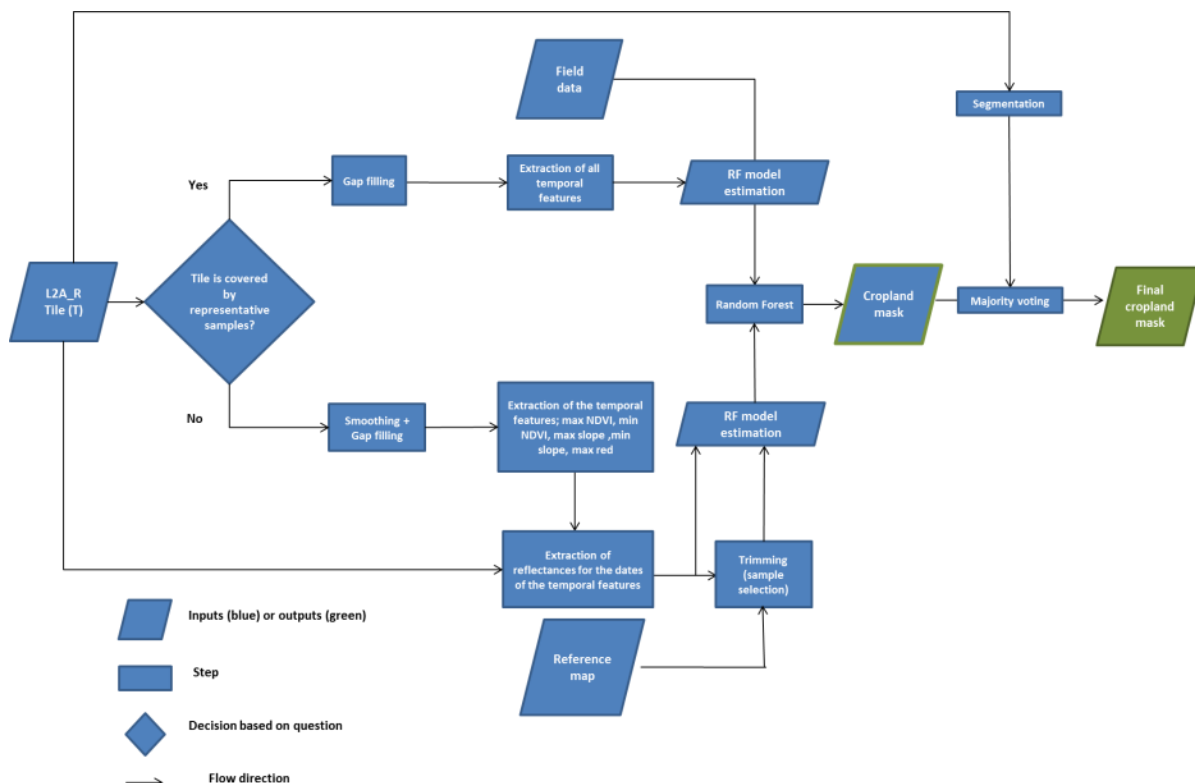 Field
data
Segmentation
Yes
Gap filling
Extraction of all
temporal
features
RF model
estimation
L2A_R
Tile (T)
Tile is covered
by
representative
samples?
Random Forest
Cropland
mask
Majority voting
Final
cropland
mask
No
Smoothing +
Gap filling
Extraction of the temporal
features; max NDVI, min
NDVI, max slope ,min
slope, max red
RF model
estimation
Extraction of
reflectances for the dates
of the temporal features
Trimming
(sample
selection)
Reference
map
Inputs (blue) or outputs (green)
Step
Decision based on question
Flow direction